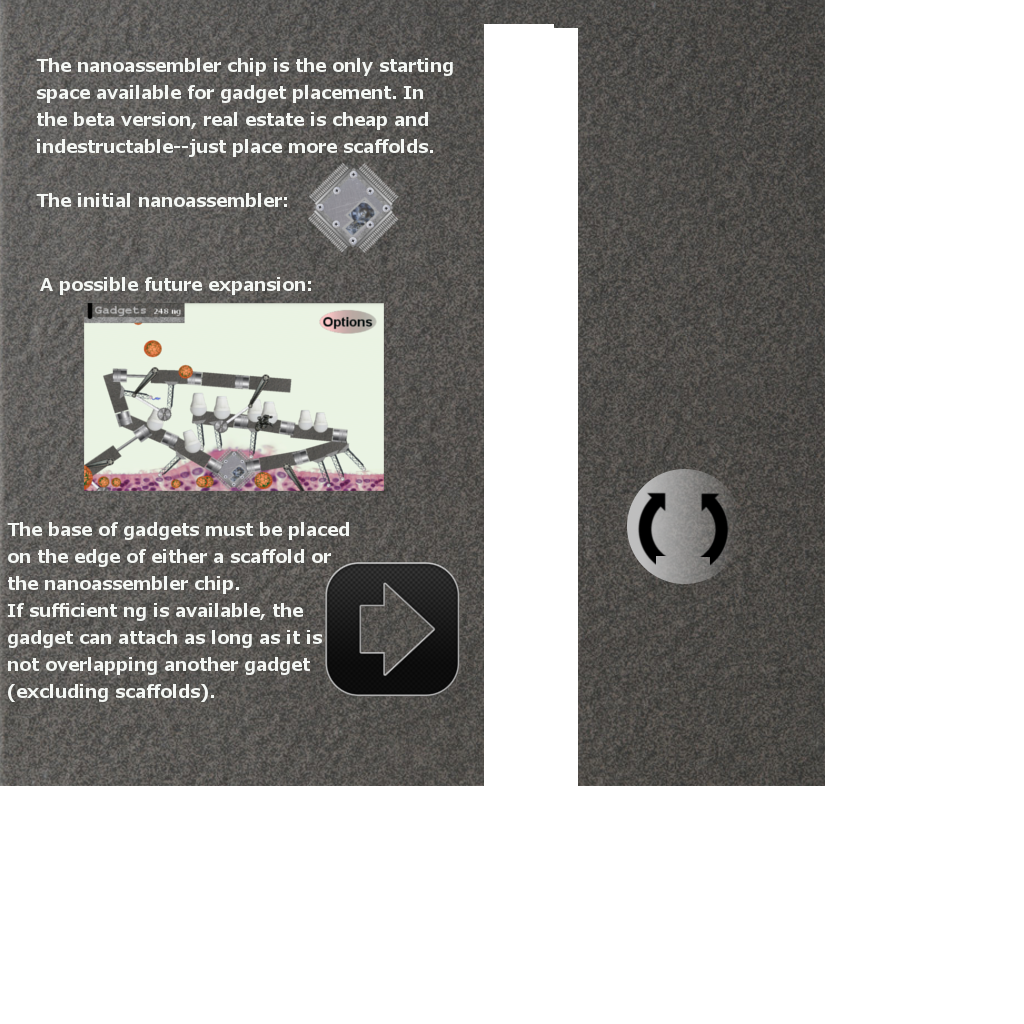 The nanoassembler chip is the only starting
space available for gadget placement. In
the beta version, real estate is cheap and
indestructable--just place more scaffolds.
The initial nanoassembler:
A possible future expansion:
Gadgets 248 ng
Options
The base of gadgets must be placed
on the edge of either a scaffold or
the nanoassembler chip.
If sufficient ng is available, the
gadget can attach as long as it is
not overlapping another gadget
(excluding scaffolds).